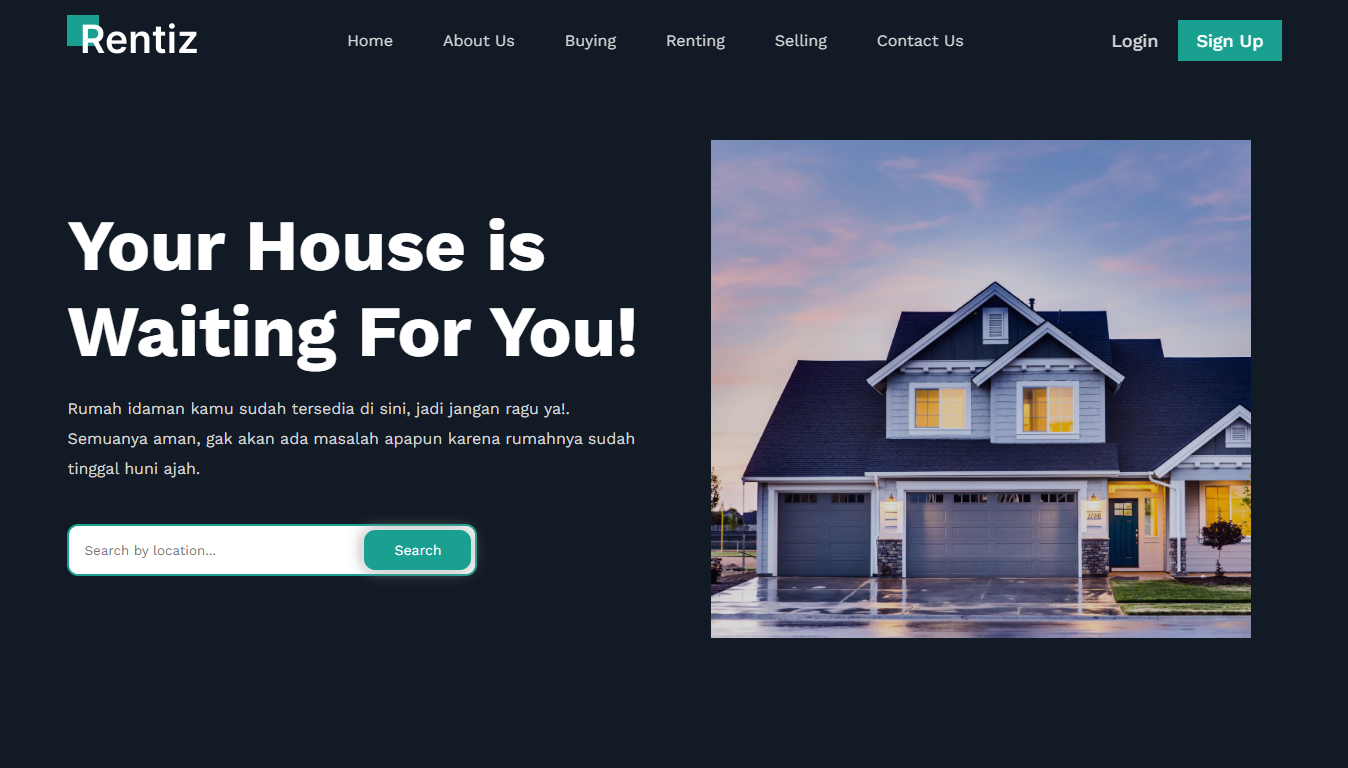 Rentiz
Home
About Us
Buying
Renting
Selling
Contact Us
Login
Sign Up
Your House is
Waiting For You!
Rumah idaman kamu sudah tersedia di sini, jadi jangan ragu ya!.
Semuanya aman, gak akan ada masalah apapun karena rumahnya sudah
tinggal huni ajah.
Search by location...
Search